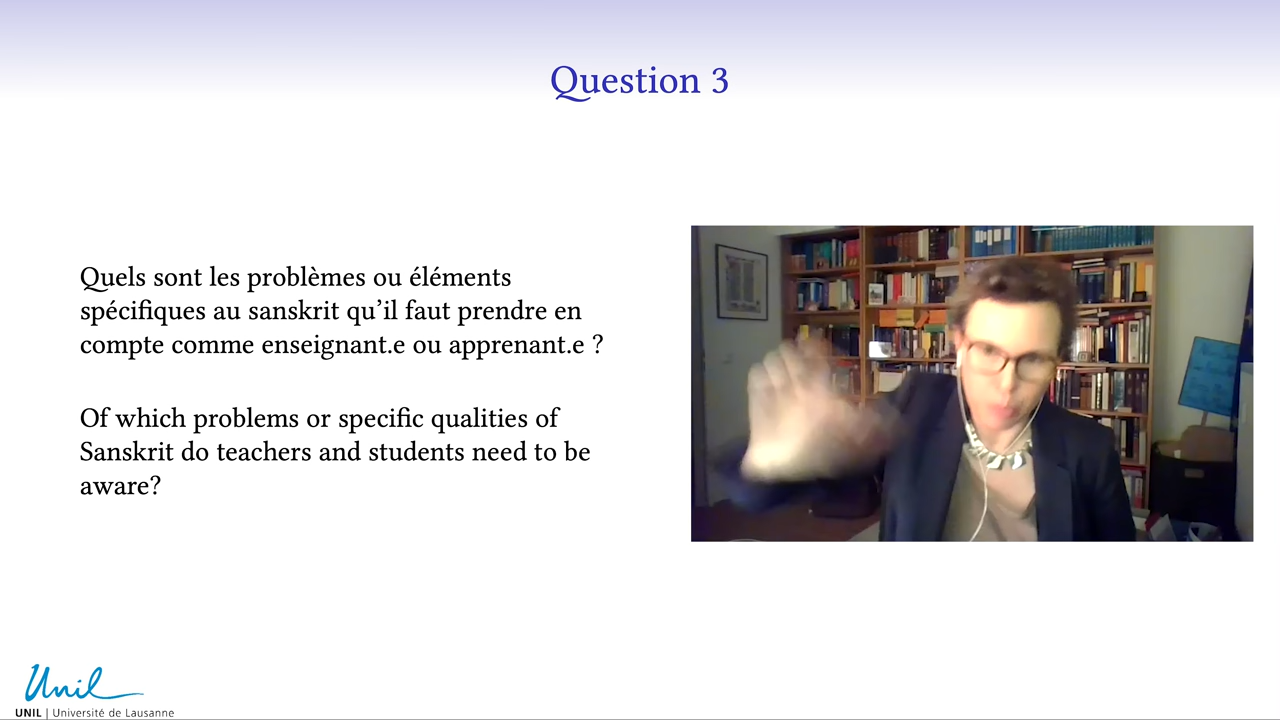 Question 3
Quels sont les problèmes ou éléments
spécifiques au sanskrit qu’il faut prendre en
compte comme enseignant.e ou apprenant.e ?
Of which problems or specific qualities of
Sanskrit do teachers and students need to be
aware?
Unil
UNIL | Université de Lausanne